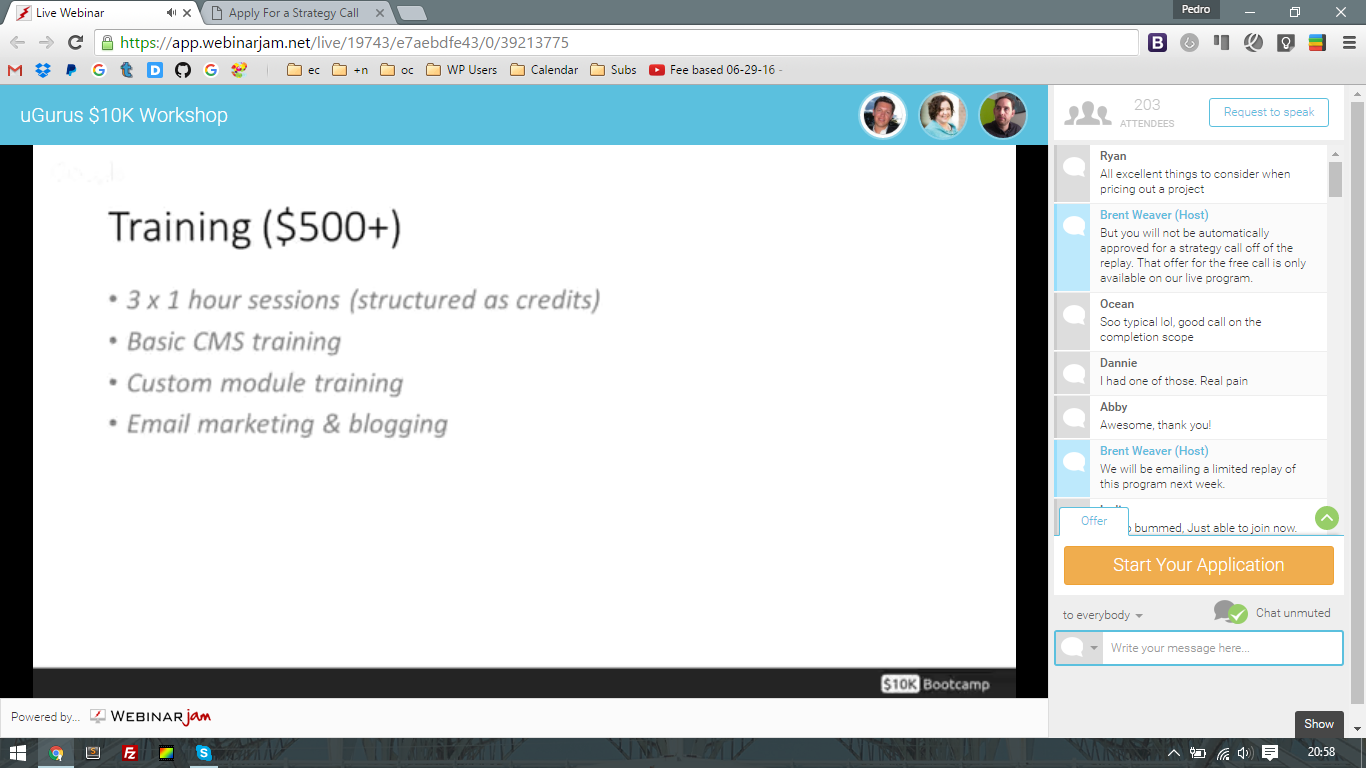 Live Webinar
Apply For a Strategy Call
Pedro
https://app.webinarjam.net/live/19743/e7aebdfe43/0/39213775
ec
+n
oc
WP Users
Calendar
Subs
Fee based 06-29-16 -
uGurus $10K Workshop
203
ATTENDEES
Request to speak
Training ($500+)
• 3 x 1 hour sessions (structured as credits)
• Basic CMS training
• Custom module training
• Email marketing & blogging
$10K Bootcamp
Powered by...
WEBINARjam
Ryan
All excellent things to consider when
pricing out a project
Brent Weaver (Host)
But you will not be automatically
approved for a strategy call off of the
replay. That offer for the free call is only
available on our live program.
Ocean
Soo typical lol, good call on the
completion scope
Dannie
I had one of those. Real pain
Abby
Awesome, thank you!
Brent Weaver (Host)
We will be emailing a limited replay of
this program next week.
bummed, Just able to join now.
Offer
Start Your Application
to everybody
Chat unmuted
Write your message here...
Show
20:58